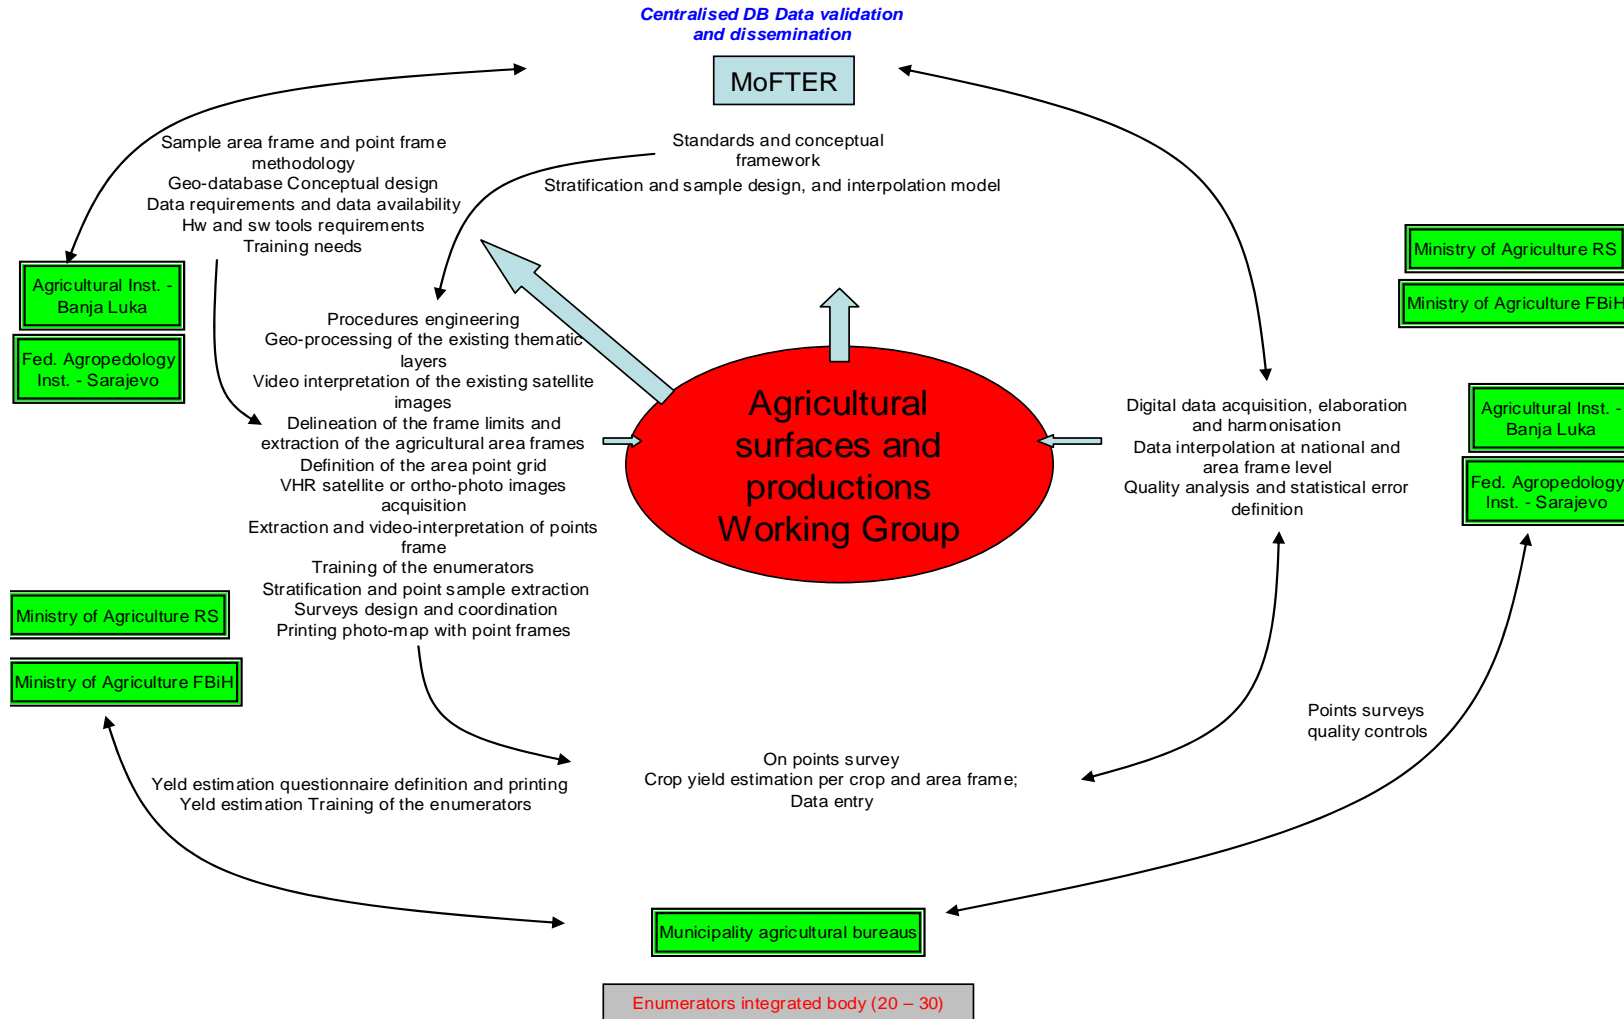 Centralised DB Data validation
and dissemination
MoFTER
Sample area frame and point frame
methodology
Geo-database Conceptual design
Data requirements and data availability
Hw and sw tools requirements
Training needs
Standards and conceptual
framework
Stratification and sample design, and interpolation model
Ministry of Agriculture RS
Ministry of Agriculture FBiH
Agricultural Inst. -
Banja Luka
Fed. Agropedology
Inst. - Sarajevo
Procedures engineering
Geo-processing of the existing thematic
layers
Video interpretation of the existing satellite
images
Delineation of the frame limits and
extraction of the agricultural area frames
Definition of the area point grid
VHR satellite or ortho-photo images
acquisition
Extraction and video-interpretation of points
frame
Training of the enumerators
Stratification and point sample extraction
Surveys design and coordination
Printing photo-map with point frames
Agricultural
surfaces and
productions
Working Group
Digital data acquisition, elaboration
and harmonisation
Data interpolation at national and
area frame level
Quality analysis and statistical error
definition
Agricultural Inst. -
Banja Luka
Fed. Agropedology
Inst. - Sarajevo
Ministry of Agriculture RS
Ministry of Agriculture FBiH
Points surveys
quality controls
Yeld estimation questionnaire definition and printing
Yeld estimation Training of the enumerators
On points survey
Crop yield estimation per crop and area frame;
Data entry
Municipality agricultural bureaus
Enumerators integrated body (20 – 30)